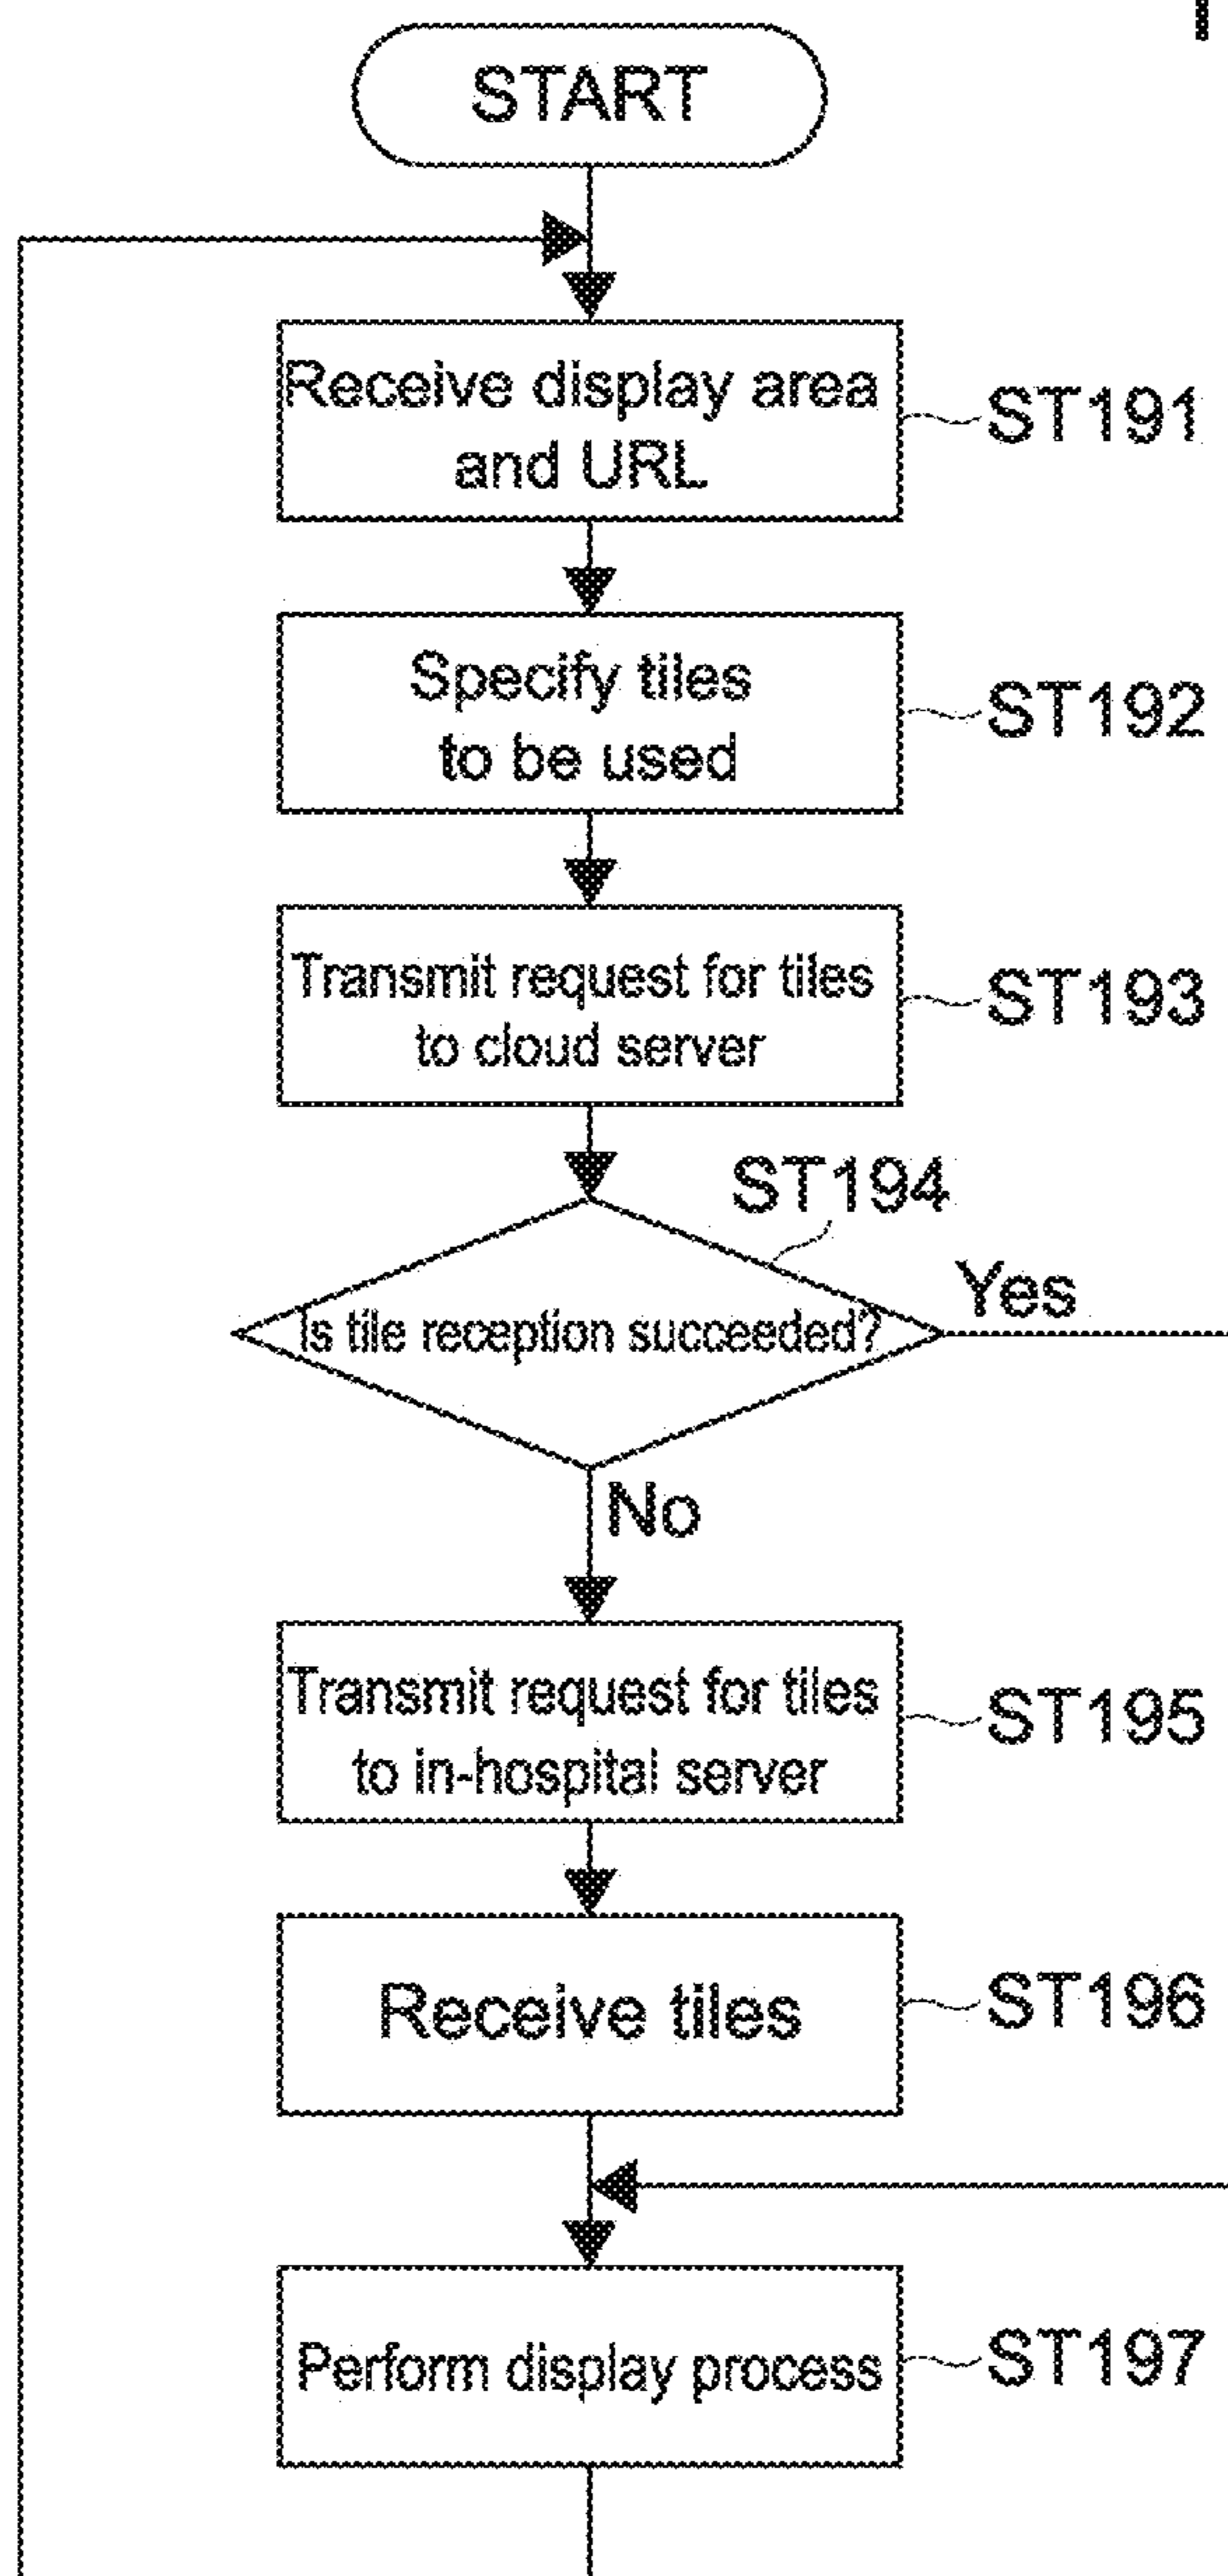 START
Receive display area
and URL
ST191
Specify tiles
to be used
ST192
Transmit request for tiles
to cloud server
ST193
ST194
Is tile reception succeeded?
Yes
No
Transmit request for tiles
to in-hospital server
ST195
Receive tiles
ST196
Perform display process
ST197